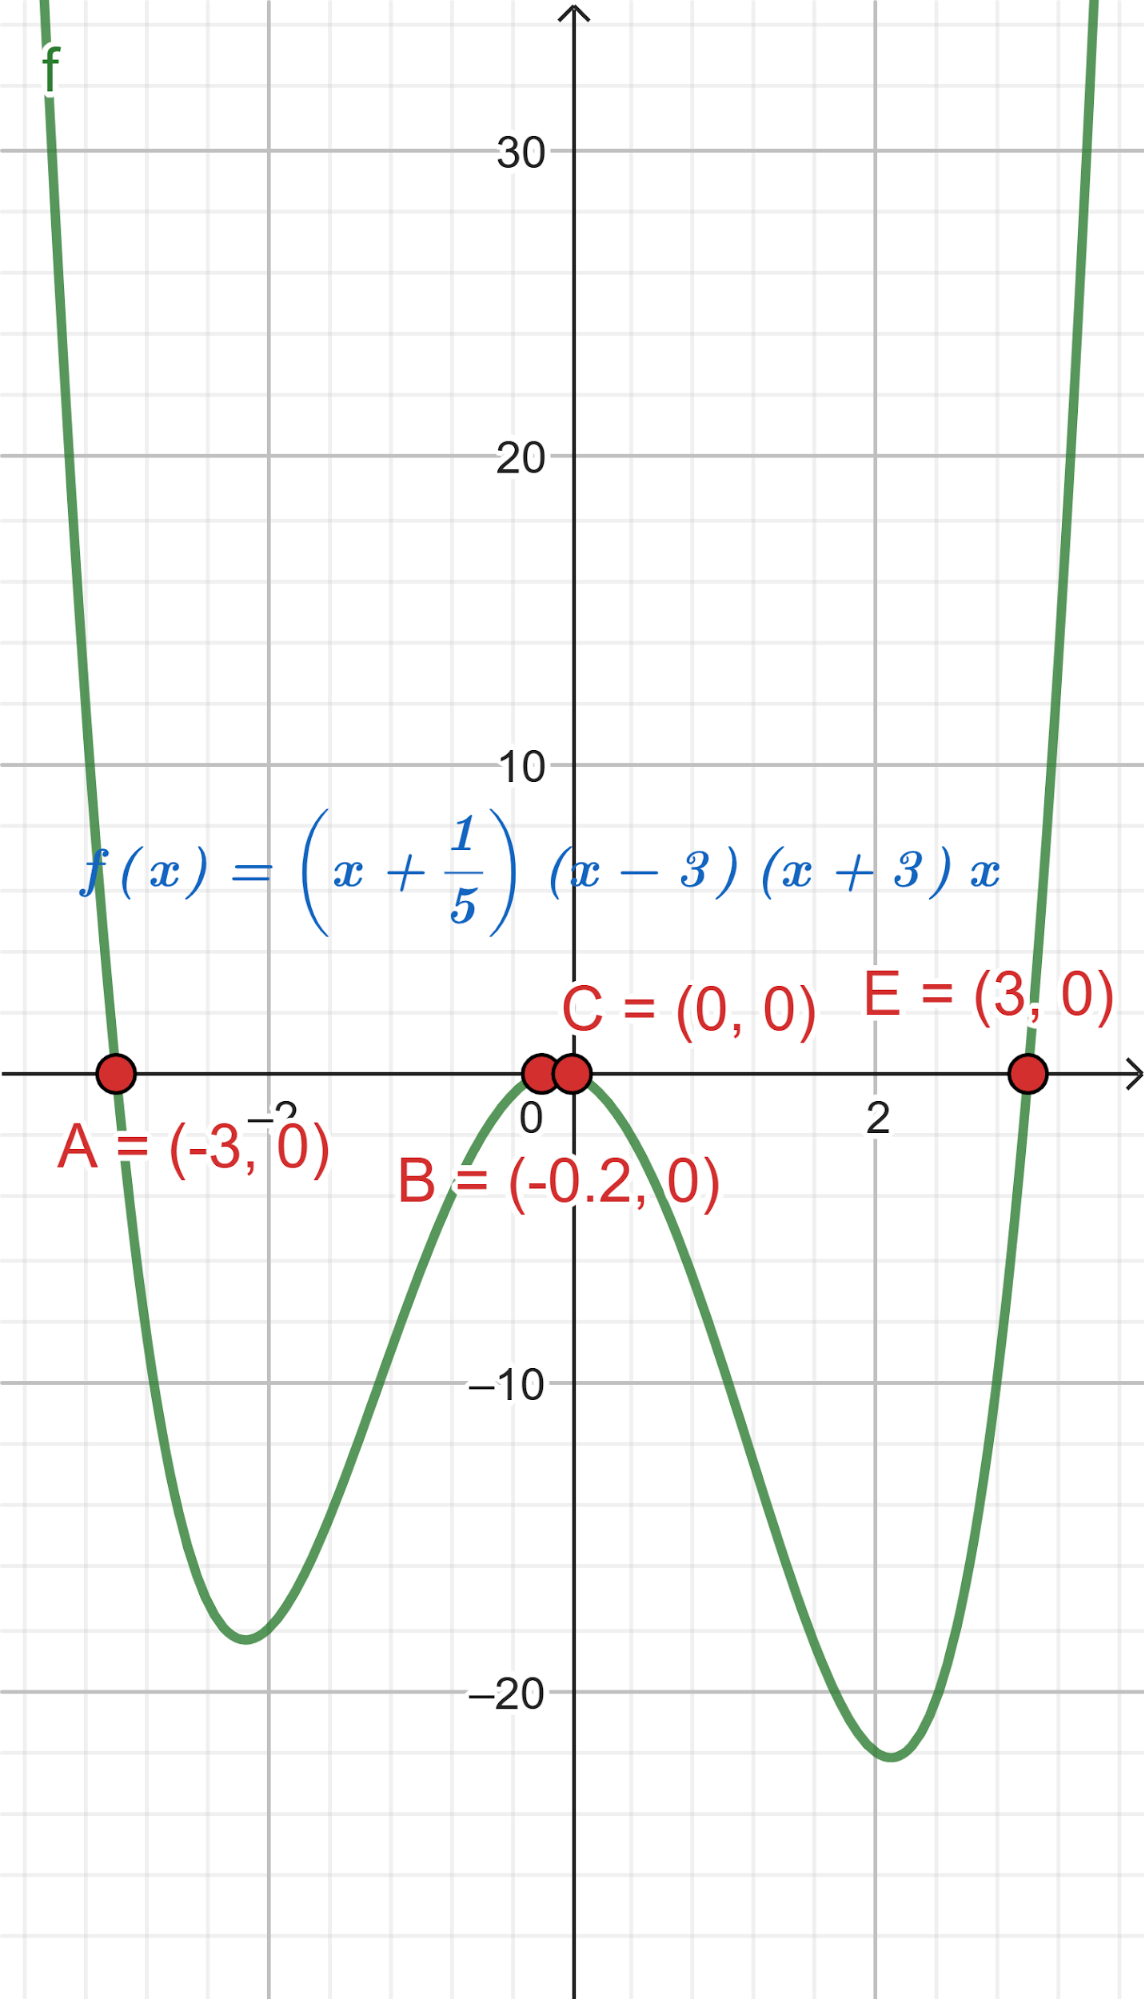 f
30
20
10
f(x) = (x + 1/5) (x − 3) (x + 3) x
C = (0, 0)
E = (3, 0)
–2
0
2
A = (-3, 0)
B = (-0.2, 0)
–10
–20